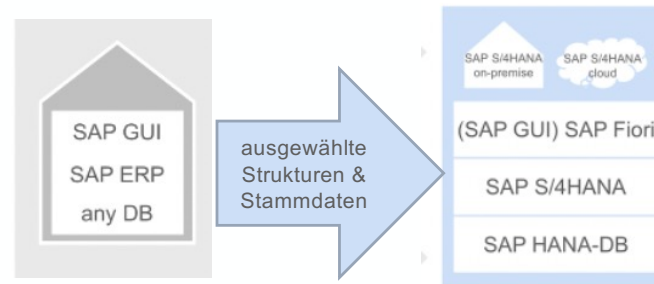 SAP GUI
SAP ERP
any DB
ausgewählte
Strukturen &
Stammdaten
SAP S/4HANA
on-premise
SAP S/4HANA
cloud
(SAP GUI) SAP Fiori
SAP S/4HANA
SAP HANA-DB